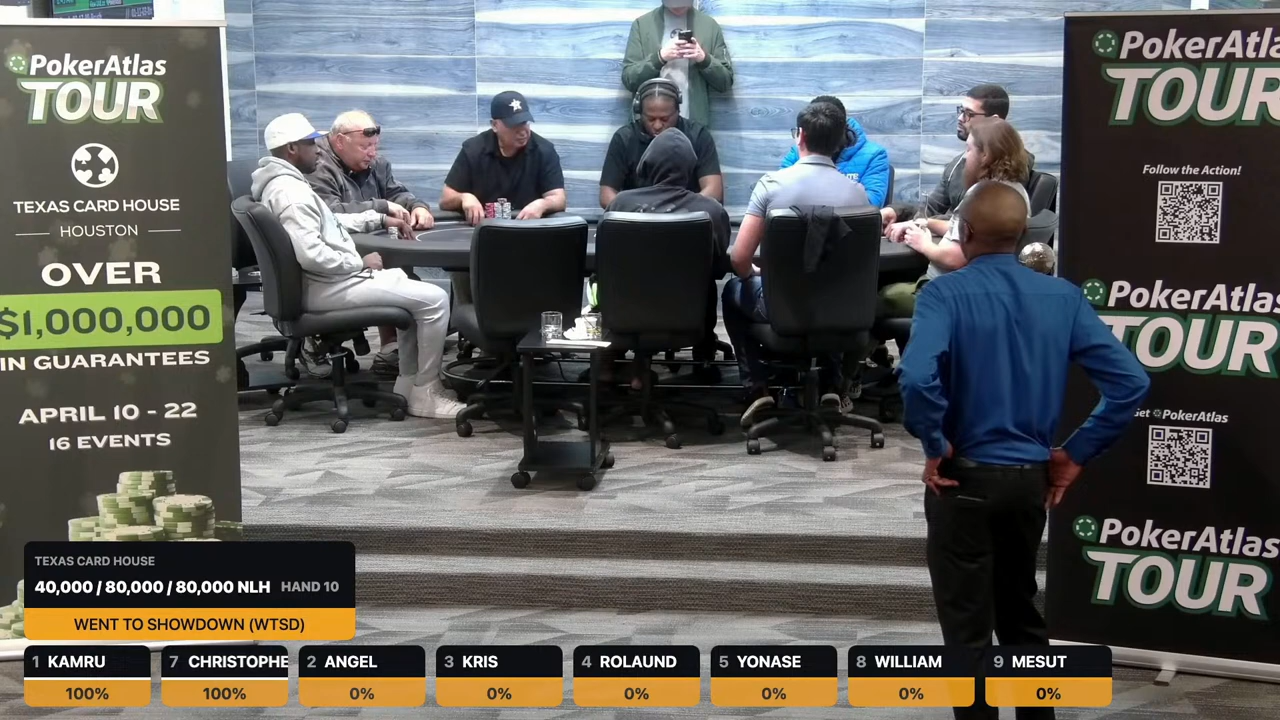 PokerAtlas
TOUR
TEXAS CARD HOUSE
HOUSTON
OVER
$1,000,000
IN GUARANTEES
APRIL 10 - 22
16 EVENTS
PokerAtlas
TOUR
Follow the Action!
PokerAtlas
TOUR
Get PokerAtlas
PokerAtlas
TOUR
TEXAS CARD HOUSE
40,000 / 80,000 / 80,000 NLH HAND 10
WENT TO SHOWDOWN (WTSD)
1 KAMRU
100%
7 CHRISTOPHE
100%
2 ANGEL
0%
3 KRIS
0%
4 ROLAUND
0%
5 YONASE
0%
8 WILLIAM
0%
9 MESUT
0%